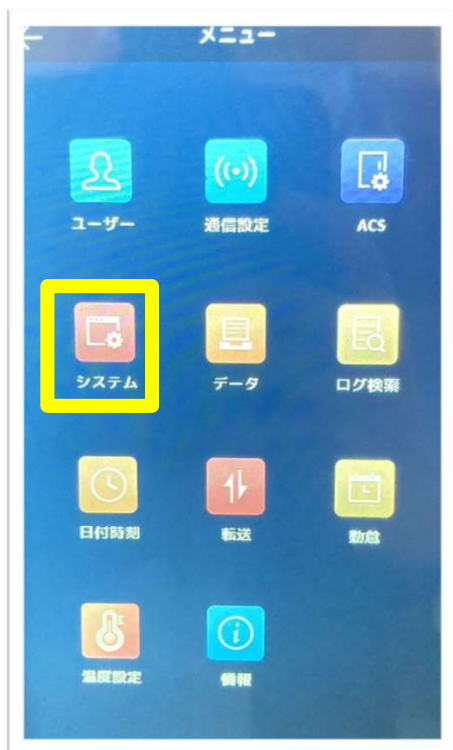 メニュー
ユーザー 通信設定 ACS
システム データ ログ検索
日付時刻 転送 勤怠
温度設定 情報